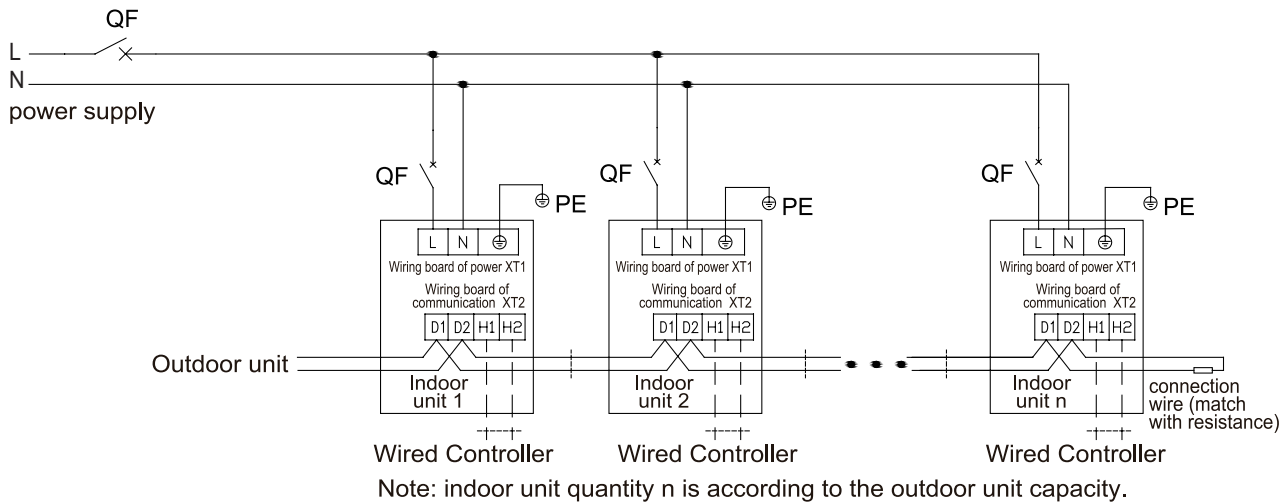 QF
L
N
power supply
QF
PE
QF
PE
QF
PE
L N
L N
L N
Wiring board of power XT1
Wiring board of power XT1
Wiring board of power XT1
Wiring board of
communication XT2
Wiring board of
communication XT2
Wiring board of
communication XT2
D1 D2 H1 H2
D1 D2 H1 H2
D1 D2 H1 H2
Outdoor unit
Indoor
unit 1
Indoor
unit 2
Indoor
unit n
connection
wire (match
with resistance)
Wired Controller
Wired Controller
Wired Controller
Note: indoor unit quantity n is according to the outdoor unit capacity.